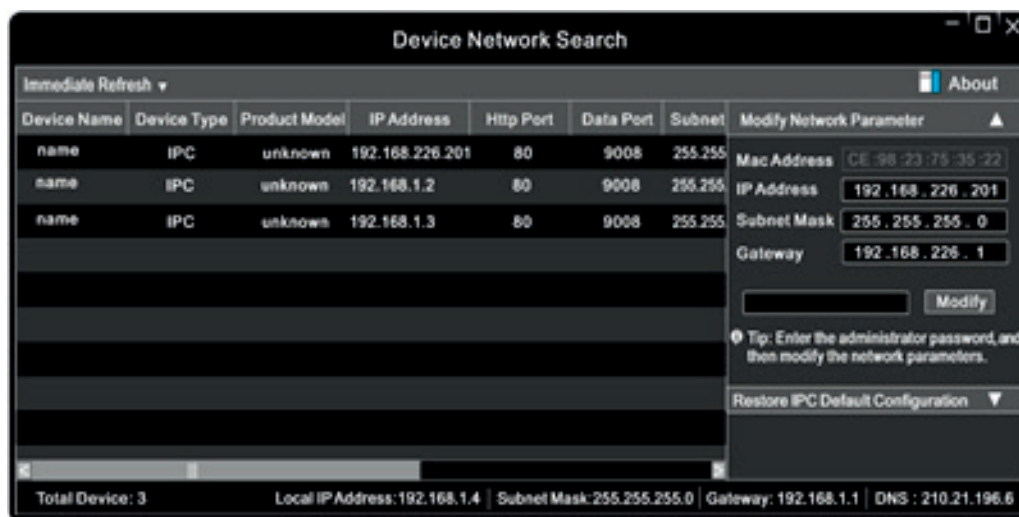 Device Network Search
Immediate Refresh
About
Device Name Device Type Product Model IP Address Http Port Data Port Subnet
name IPC unknown 192.168.226.201 80 9008 255.255
name IPC unknown 192.168.1.2 80 9008 255.255.
name IPC unknown 192.168.1.3 80 9008 255.255.
Modify Network Parameter
Mac Address CE :98 :23 :75 :35 :22
IP Address 192 .168 .226 . 201
Subnet Mask 255 . 255 . 255 . 0
Gateway 192 .168 . 226 . 1
Modify
Tip: Enter the administrator password, and
then modify the network parameters.
Restore IPC Default Configuration
Total Device: 3 Local IP Address:192.168.1.4 Subnet Mask:255.255.255.0 Gateway: 192.168.1.1 DNS : 210.21.196.6